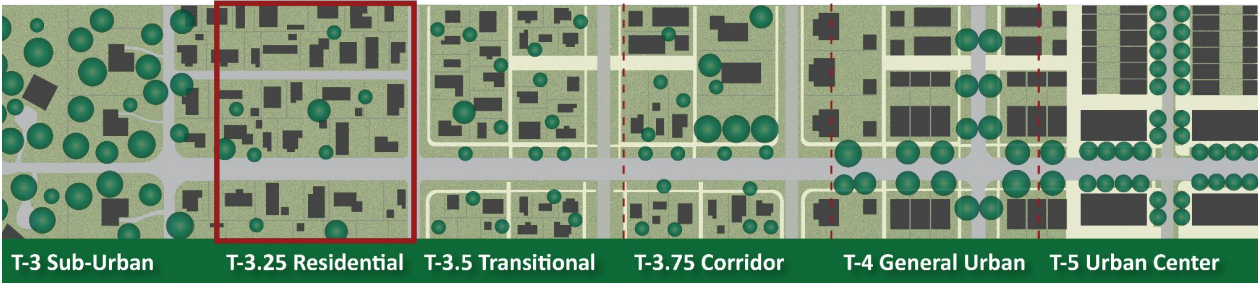 T-3 Sub-Urban
T-3.25 Residential
T-3.5 Transitional
T-3.75 Corridor
T-4 General Urban
T-5 Urban Center